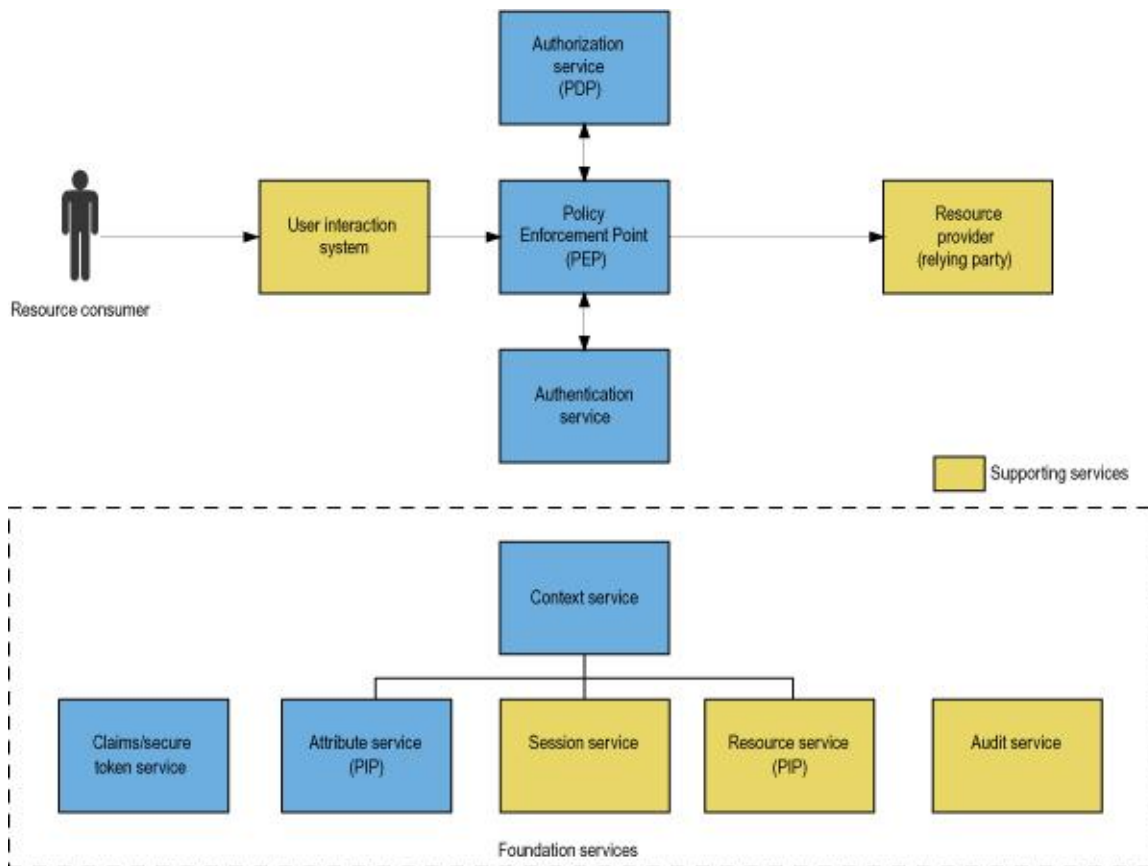 Authorization
service
(PDP)
User interaction
system
Policy
Enforcement Point
(PEP)
Resource
provider
(relying party)
Resource consumer
Authentication
service
Supporting services
Context service
Claims/secure
token service
Attribute service
(PIP)
Session service
Resource service
(PIP)
Audit service
Foundation services